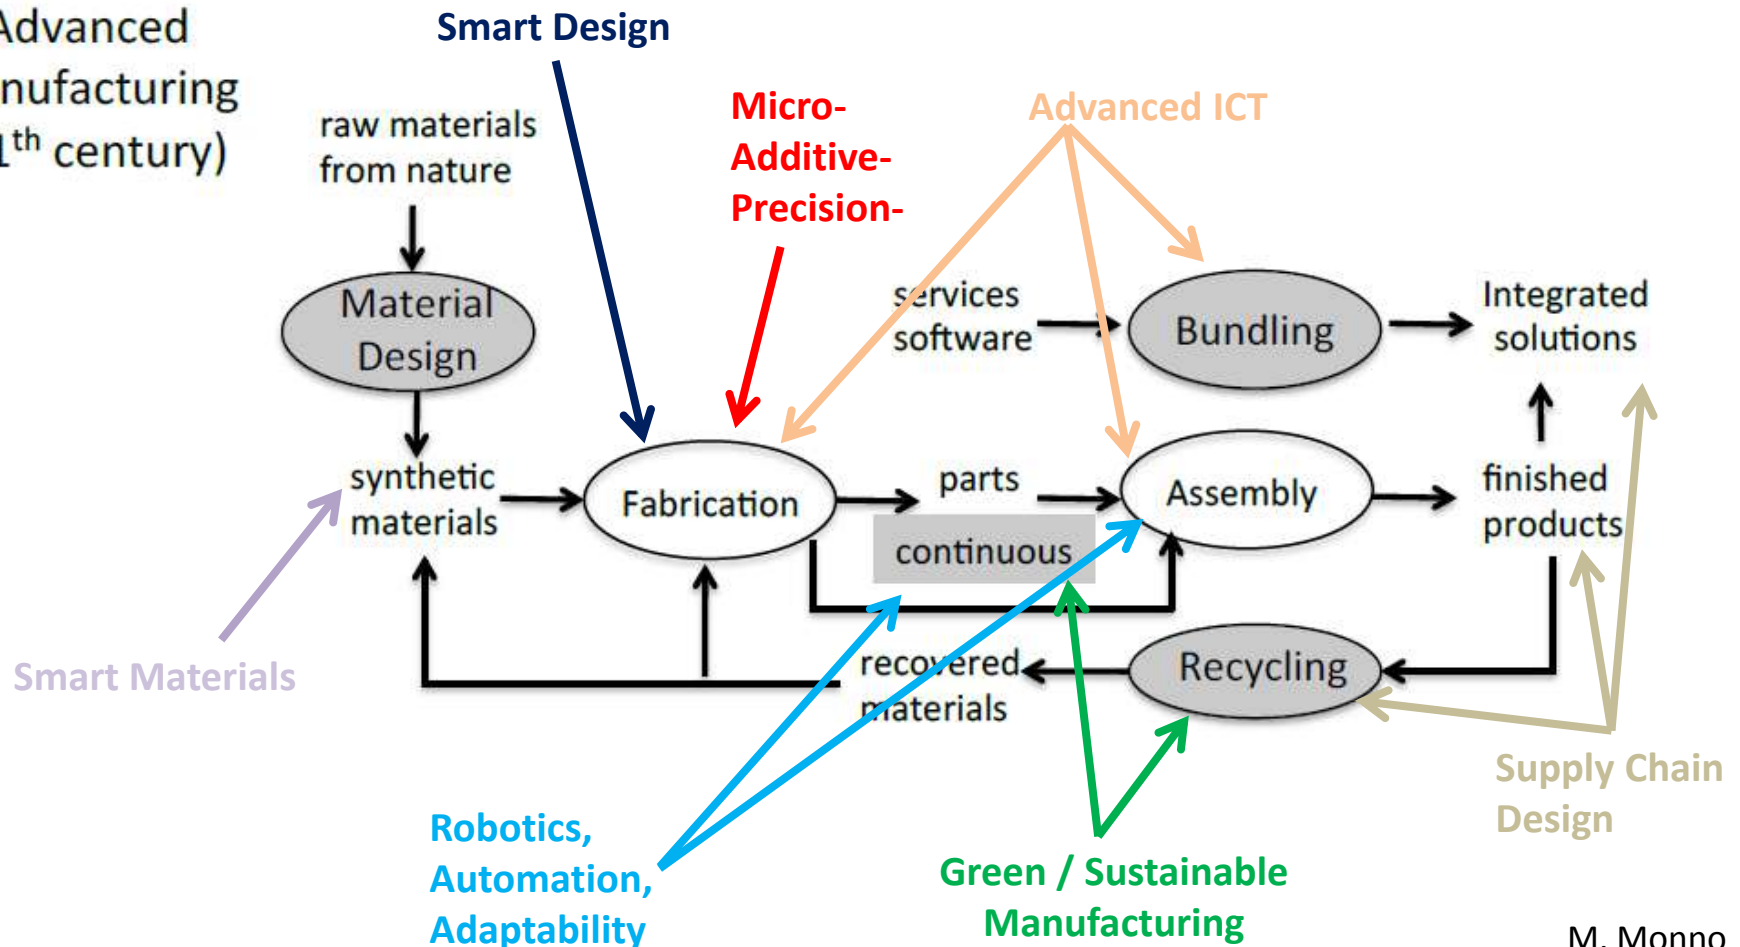 Advanced
nufacturing
1th century)
Smart Design
raw materials
from nature
Micro-
Additive-
Precision-
Advanced ICT
Material
Design
services
software
Bundling
Integrated
solutions
synthetic
materials
Fabrication
parts
continuous
Assembly
finished
products
Smart Materials
recovered
materials
Recycling
Supply Chain
Design
Robotics,
Automation,
Adaptability
Green / Sustainable
Manufacturing
M. Monno